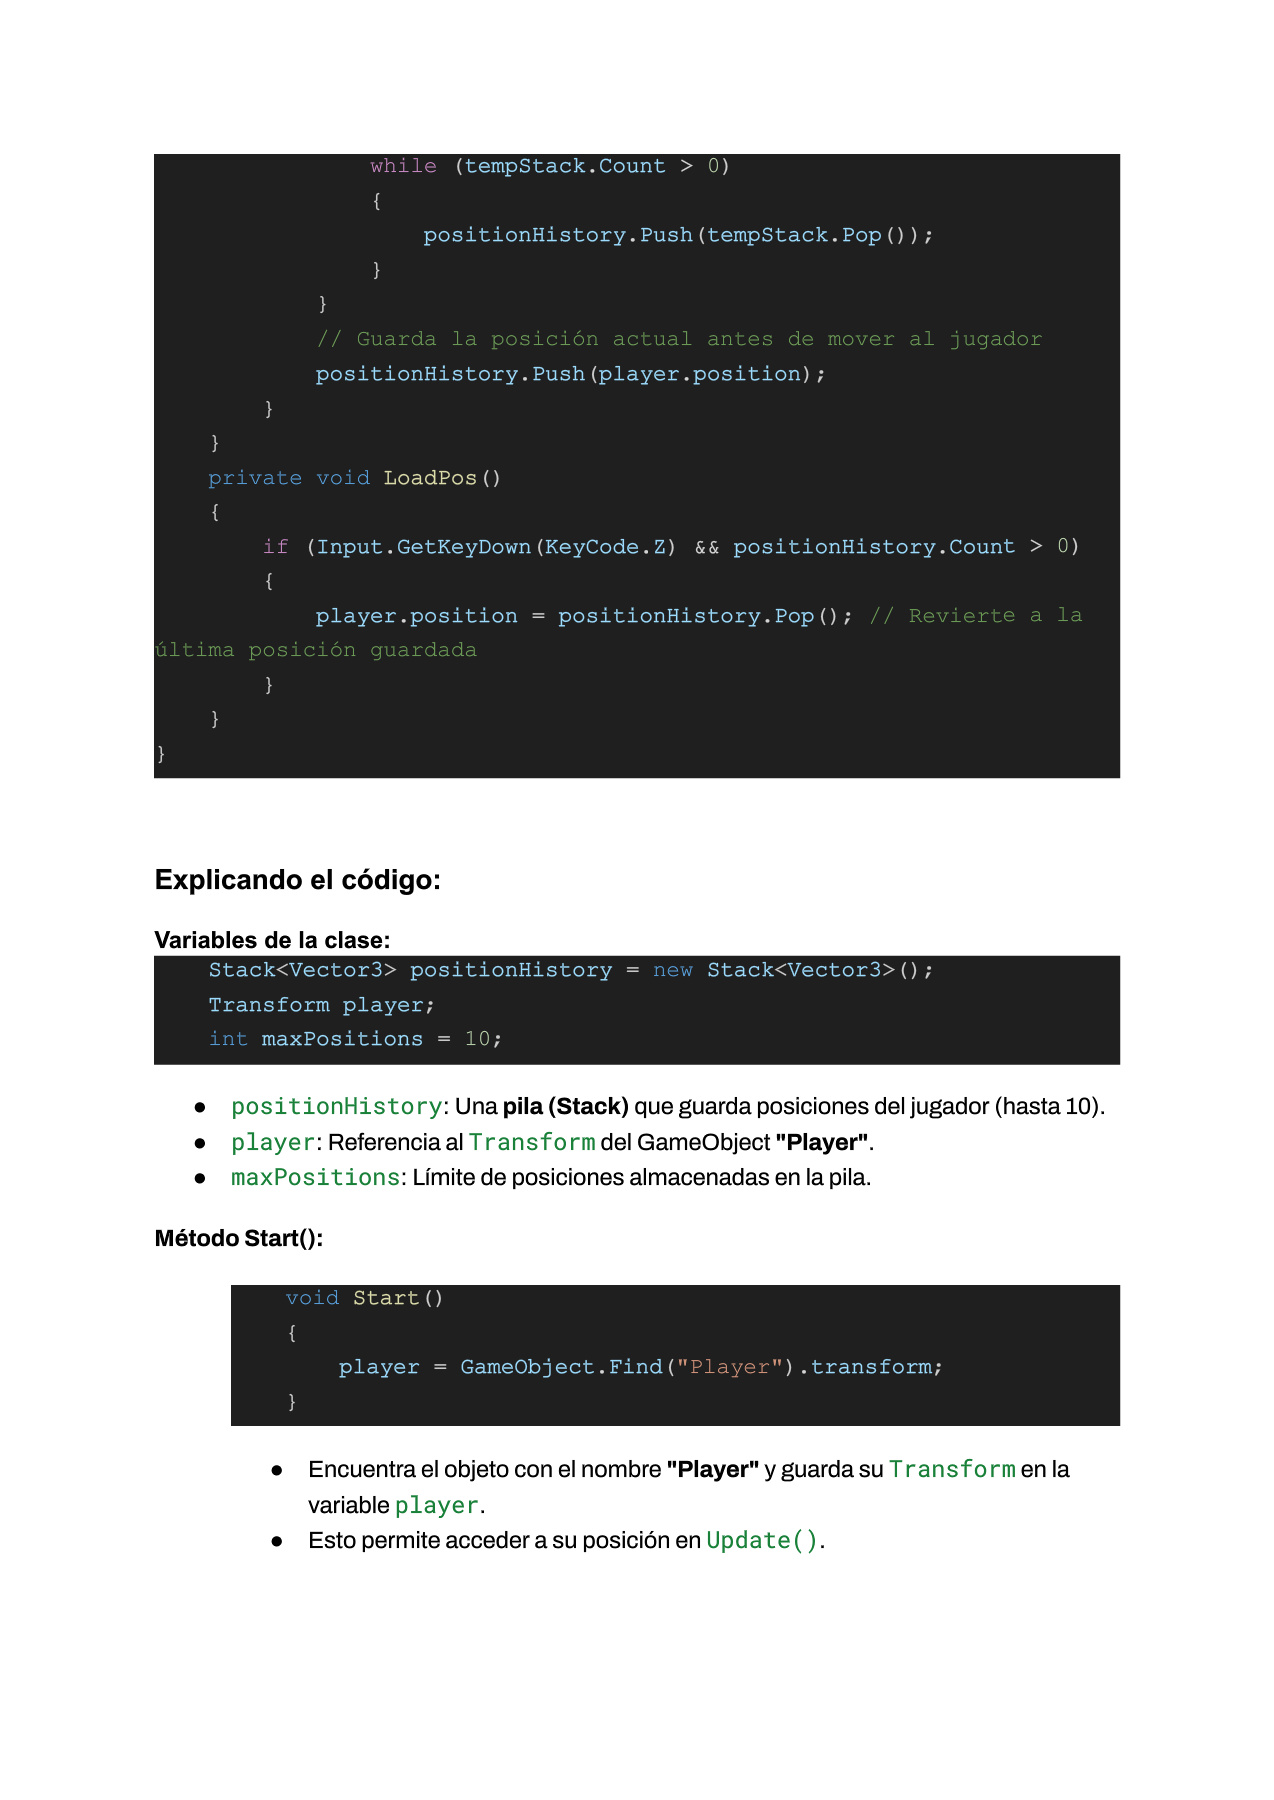 while (tempStack.Count > 0)
{
positionHistory.Push(tempStack.Pop());
}
}
// Guarda la posición actual antes de mover al jugador
positionHistory.Push(player.position);
}
}
private void LoadPos()
{
if (Input.GetKeyDown(KeyCode.Z) && positionHistory.Count > 0)
{
player.position = positionHistory.Pop(); // Revierte a la
última posición guardada
}
}
}
Explicando el código:
Variables de la clase:
Stack<Vector3> positionHistory = new Stack<Vector3>();
Transform player;
int maxPositions = 10;
● positionHistory: Una pila (Stack) que guarda posiciones del jugador (hasta 10).
● player: Referencia al Transform del GameObject "Player".
● maxPositions: Límite de posiciones almacenadas en la pila.
Método Start():
void Start()
{
player = GameObject.Find("Player").transform;
}
● Encuentra el objeto con el nombre "Player" y guarda su Transform en la
variable player.
● Esto permite acceder a su posición en Update().